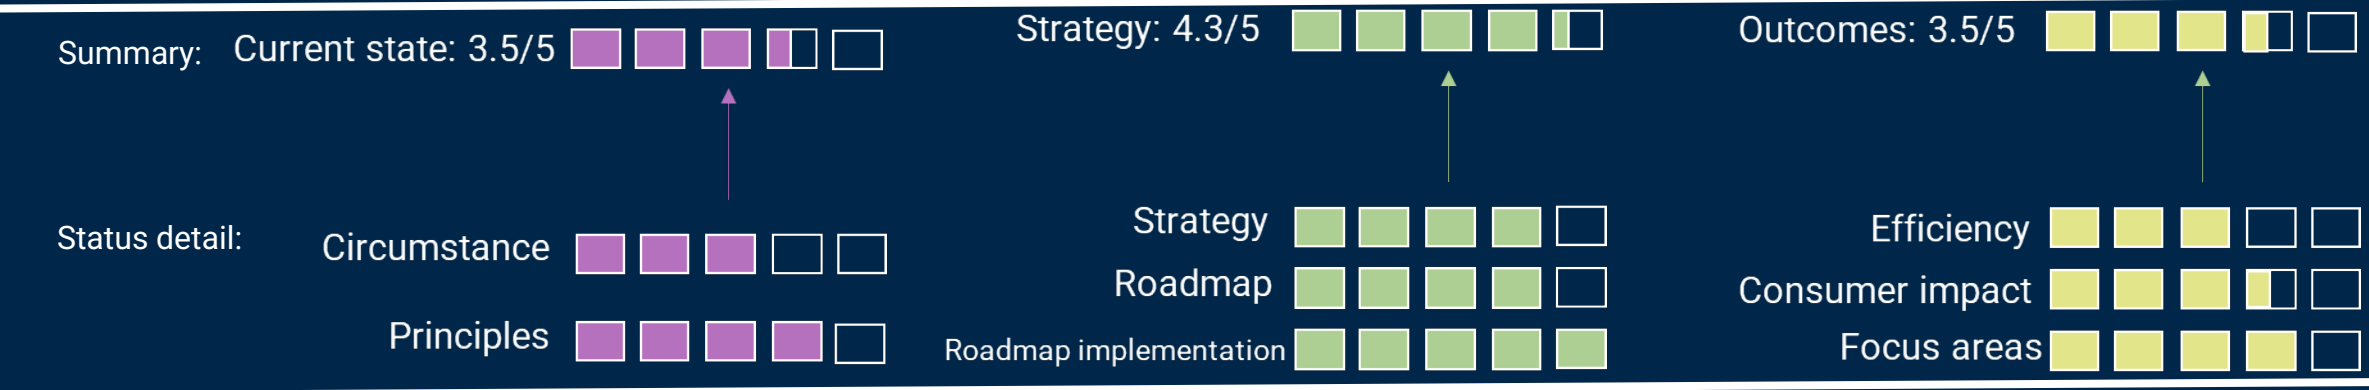 Summary:
Current state: 3.5/5
Strategy: 4.3/5
Outcomes: 3.5/5
Status detail:
Circumstance
Principles
Strategy
Roadmap
Roadmap implementation
Efficiency
Consumer impact
Focus areas